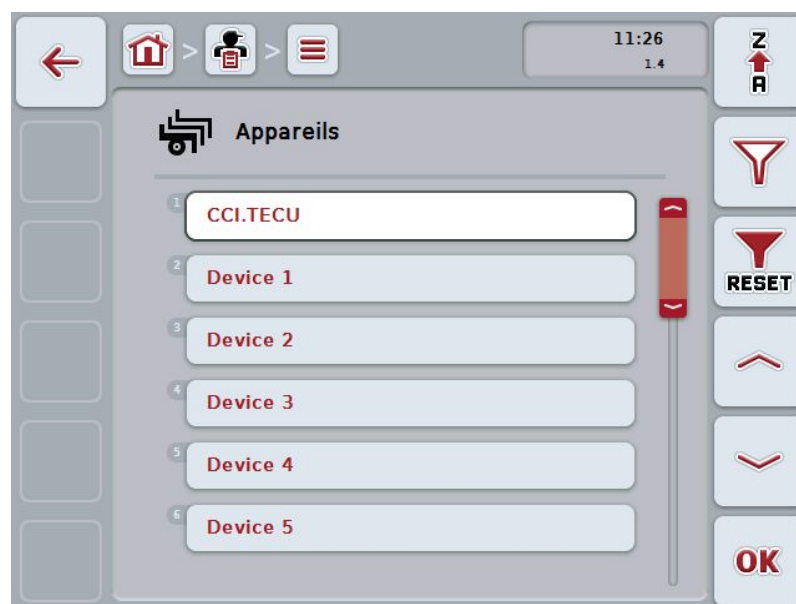 11:26
1.4
Z
A
Appareils
1
CCI.TECU
2
Device 1
RESET
3
Device 2
4
Device 3
5
Device 4
6
Device 5
OK